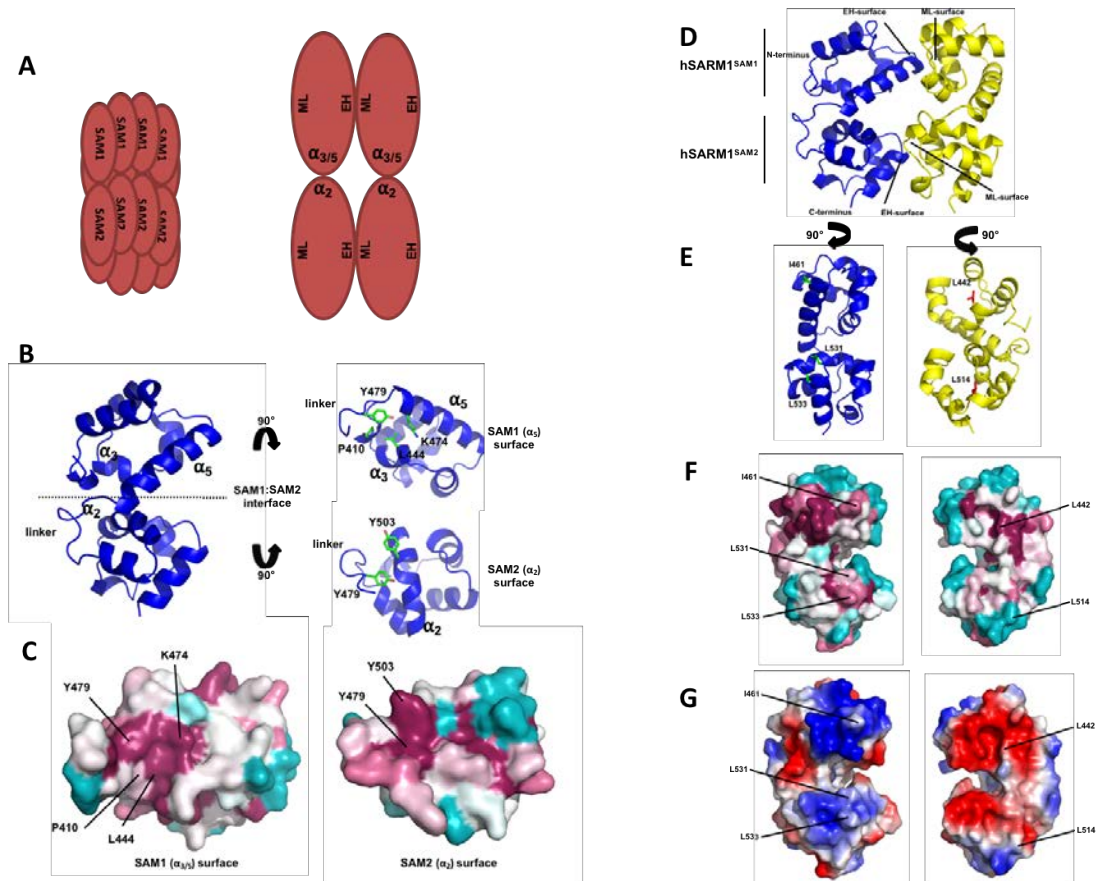 A
SAM1
SAM1
SAM1
SAM1
SAM2
SAM2
SAM2
SAM2
ML
EH
ML
EH
α3/5
α3/5
α2
α2
ML
EH
ML
EH
B
α3
α5
SAM1:SAM2
interface
α2
linker
90°
90°
Y479
linker
α5
P410
K474
L444
α3
SAM1 (α5)
surface
Y503
linker
SAM2 (α2)
surface
Y479
α2
C
K474
Y479
P410
L444
SAM1 (α3/5) surface
Y503
Y479
SAM2 (α2) surface
D
EH-surface
ML-surface
N-terminus
hSARM1SAM1
hSARM1SAM2
ML-surface
C-terminus
EH-surface
90°
90°
E
I461
L531
L533
L442
L514
F
I461
L442
L531
L533
L514
G
I461
L442
L531
L533
L514